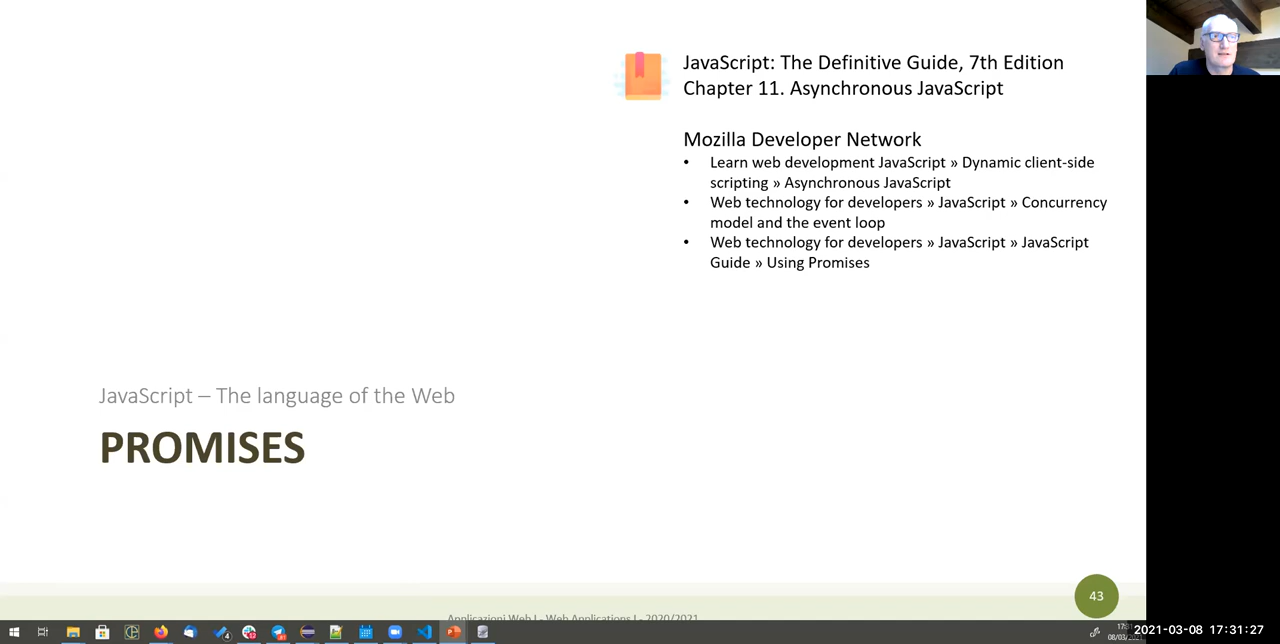 JavaScript: The Definitive Guide, 7th Edition
Chapter 11. Asynchronous JavaScript
Mozilla Developer Network
• Learn web development JavaScript » Dynamic client-side
scripting » Asynchronous JavaScript
• Web technology for developers » JavaScript » Concurrency
model and the event loop
• Web technology for developers » JavaScript » JavaScript
Guide » Using Promises
JavaScript – The language of the Web
PROMISES
43
Applicazioni Web I - Web Applications I - 2020/2021
4
2021-03-08 17:31:27